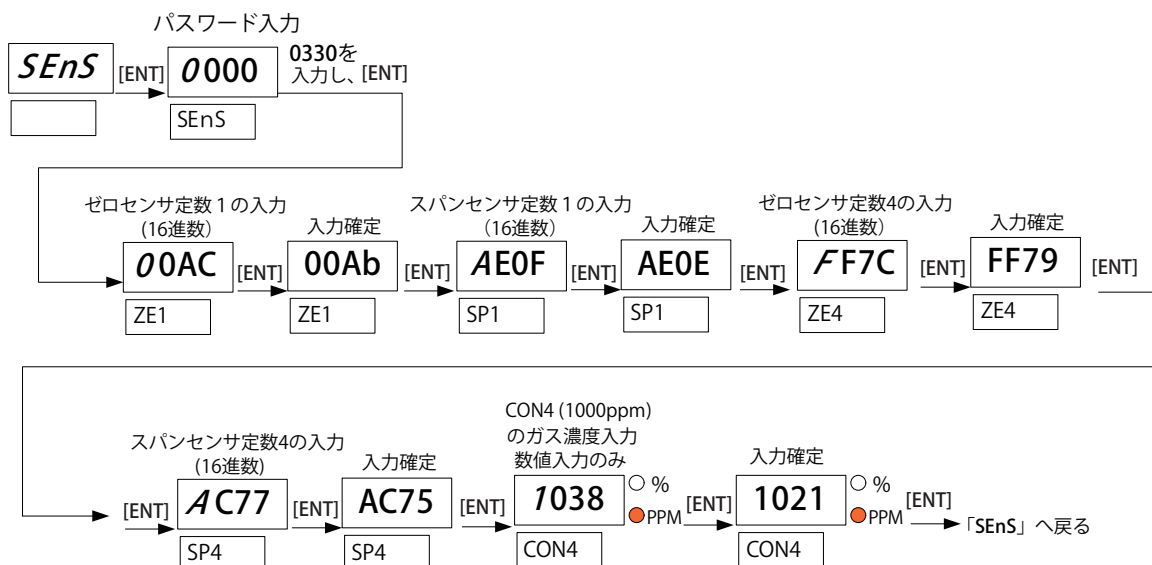 パスワード入力
SEnS
[ENT]
0000
0330を
入力し、[ENT]
SEnS
ゼロセンサ定数１の入力
(16進数)
00AC
ZE1
[ENT]
入力確定
00Ab
ZE1
[ENT]
スパンセンサ定数１の入力
（16進数)
AE0F
SP1
[ENT]
入力確定
AE0E
SP1
[ENT]
ゼロセンサ定数4の入力
(16進数)
FF7C
ZE4
[ENT]
入力確定
FF79
ZE4
[ENT]
[ENT]
スパンセンサ定数4の入力
(16進数)
AC77
SP4
[ENT]
入力確定
AC75
SP4
[ENT]
CON4 (1000ppm)
のガス濃度入力
数値入力のみ
1038
%
PPM
CON4
[ENT]
入力確定
1021
%
PPM
CON4
[ENT]
「SEnS」へ戻る